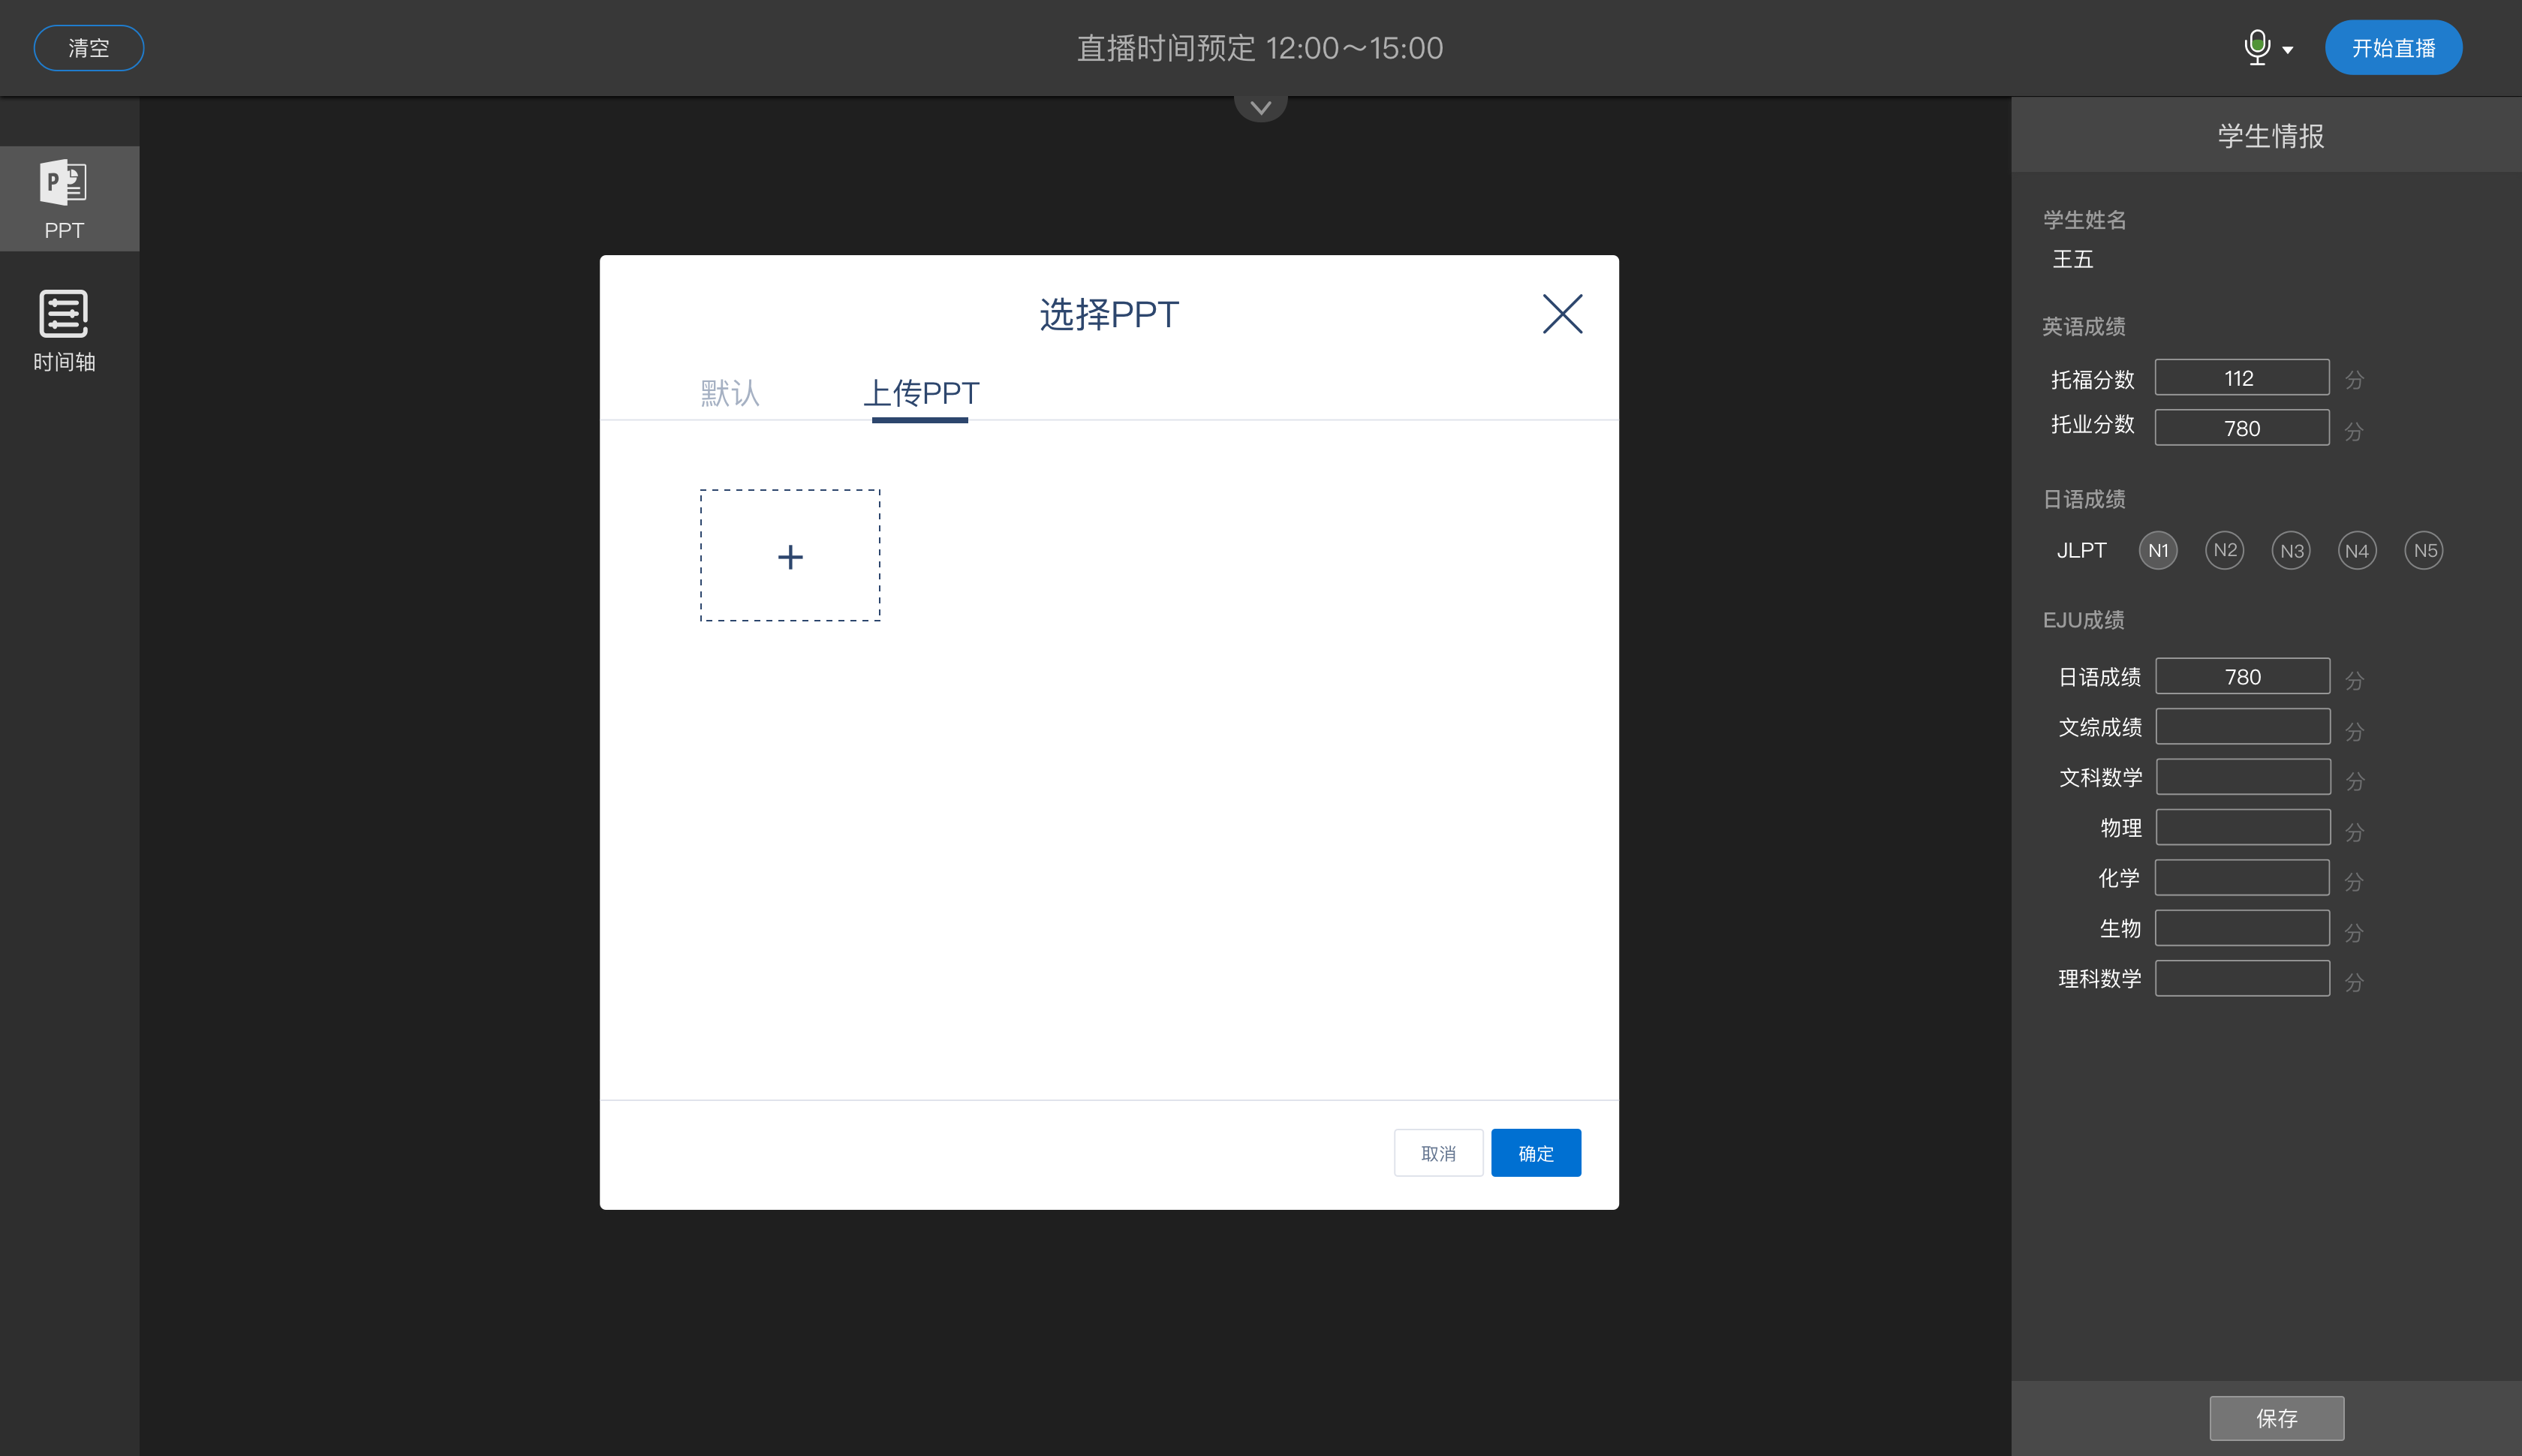 清空
直播时间预定 12:00～15:00
开始直播
P
PPT
时间轴
选择PPT
默认
上传PPT
+
取消
确定
学生情报
学生姓名
王五
英语成绩
托福分数 112 分
托业分数 780 分
日语成绩
JLPT N1 N2 N3 N4 N5
EJU成绩
日语成绩 780 分
文综成绩 分
文科数学 分
物理 分
化学 分
生物 分
理科数学 分
保存